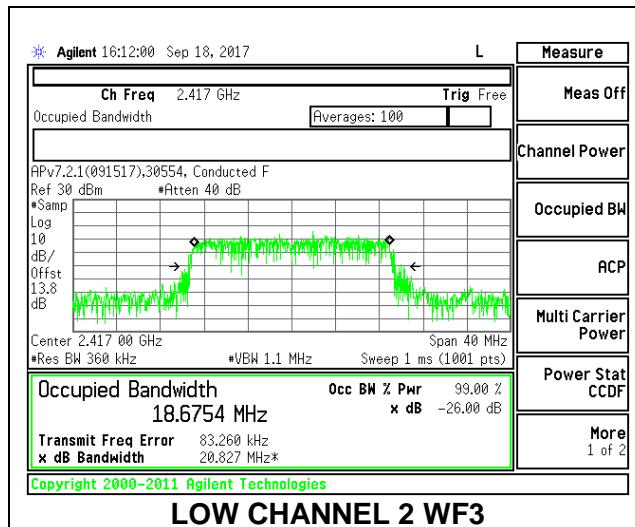 Agilent 16:12:00 Sep 18, 2017 L
Measure
Ch Freq 2.417 GHz Trig Free
Meas Off
Occupied Bandwidth Averages: 100
Channel Power
APv7.2.1(091517),30554, Conducted F
Ref 30 dBm #Atten 40 dB
#Samp
Log
10
dB/
Offst
13.8
dB
Occupied BW
ACP
Multi Carrier
Power
Center 2.417 00 GHz Span 40 MHz
#Res BW 360 kHz #VBW 1.1 MHz Sweep 1 ms (1001 pts)
Power Stat
CCDF
Occupied Bandwidth Occ BW % Pwr 99.00 %
18.6754 MHz x dB -26.00 dB
Transmit Freq Error 83.260 kHz
x dB Bandwidth 20.827 MHz*
More
1 of 2
Copyright 2000-2011 Agilent Technologies
LOW CHANNEL 2 WF3